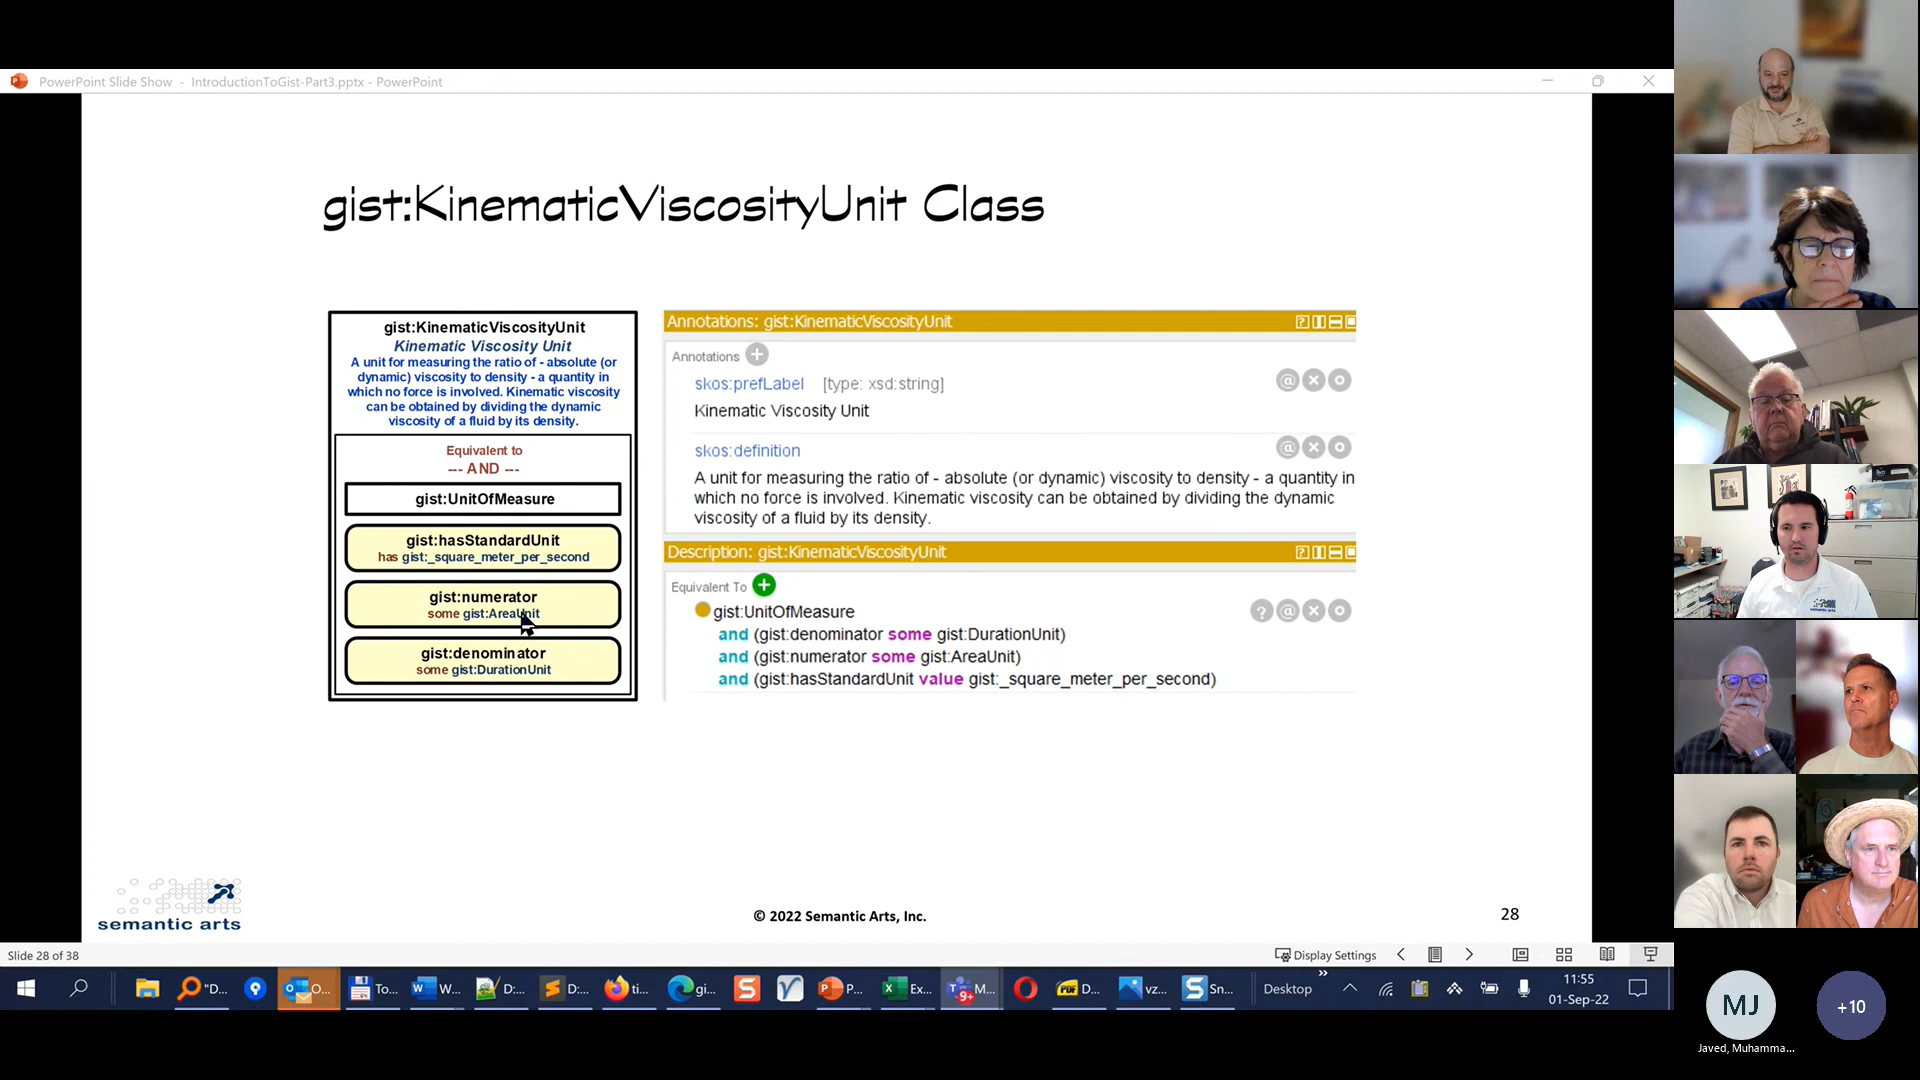 PowerPoint Slide Show - IntroductionToGist-Part3.pptx - PowerPoint
gist:KinematicViscosityUnit Class
gist:KinematicViscosityUnit
Kinematic Viscosity Unit
A unit for measuring the ratio of - absolute (or
dynamic) viscosity to density - a quantity in
which no force is involved. Kinematic viscosity
can be obtained by dividing the dynamic
viscosity of a fluid by its density.
Equivalent to
--- AND ---
gist:UnitOfMeasure
gist:hasStandardUnit
has gist:_square_meter_per_second
gist:numerator
some gist:AreaUnit
gist:denominator
some gist:DurationUnit
Annotations: gist:KinematicViscosityUnit
Annotations
skos:prefLabel [type: xsd:string]
Kinematic Viscosity Unit
skos:definition
A unit for measuring the ratio of - absolute (or dynamic) viscosity to density - a quantity in
which no force is involved. Kinematic viscosity can be obtained by dividing the dynamic
viscosity of a fluid by its density.
Description: gist:KinematicViscosityUnit
Equivalent To
gist:UnitOfMeasure
and (gist:denominator some gist:DurationUnit)
and (gist:numerator some gist:AreaUnit)
and (gist:hasStandardUnit value gist:_square_meter_per_second)
semantic arts
© 2022 Semantic Arts, Inc.
28
Slide 28 of 38
Display Settings
"D... O... To... W... D:... D:... ti... gi... P... Ex... M... D... vz... Sn... Desktop
9+
11:55
01-Sep-22
MJ
+10
Javed, Muhamma...